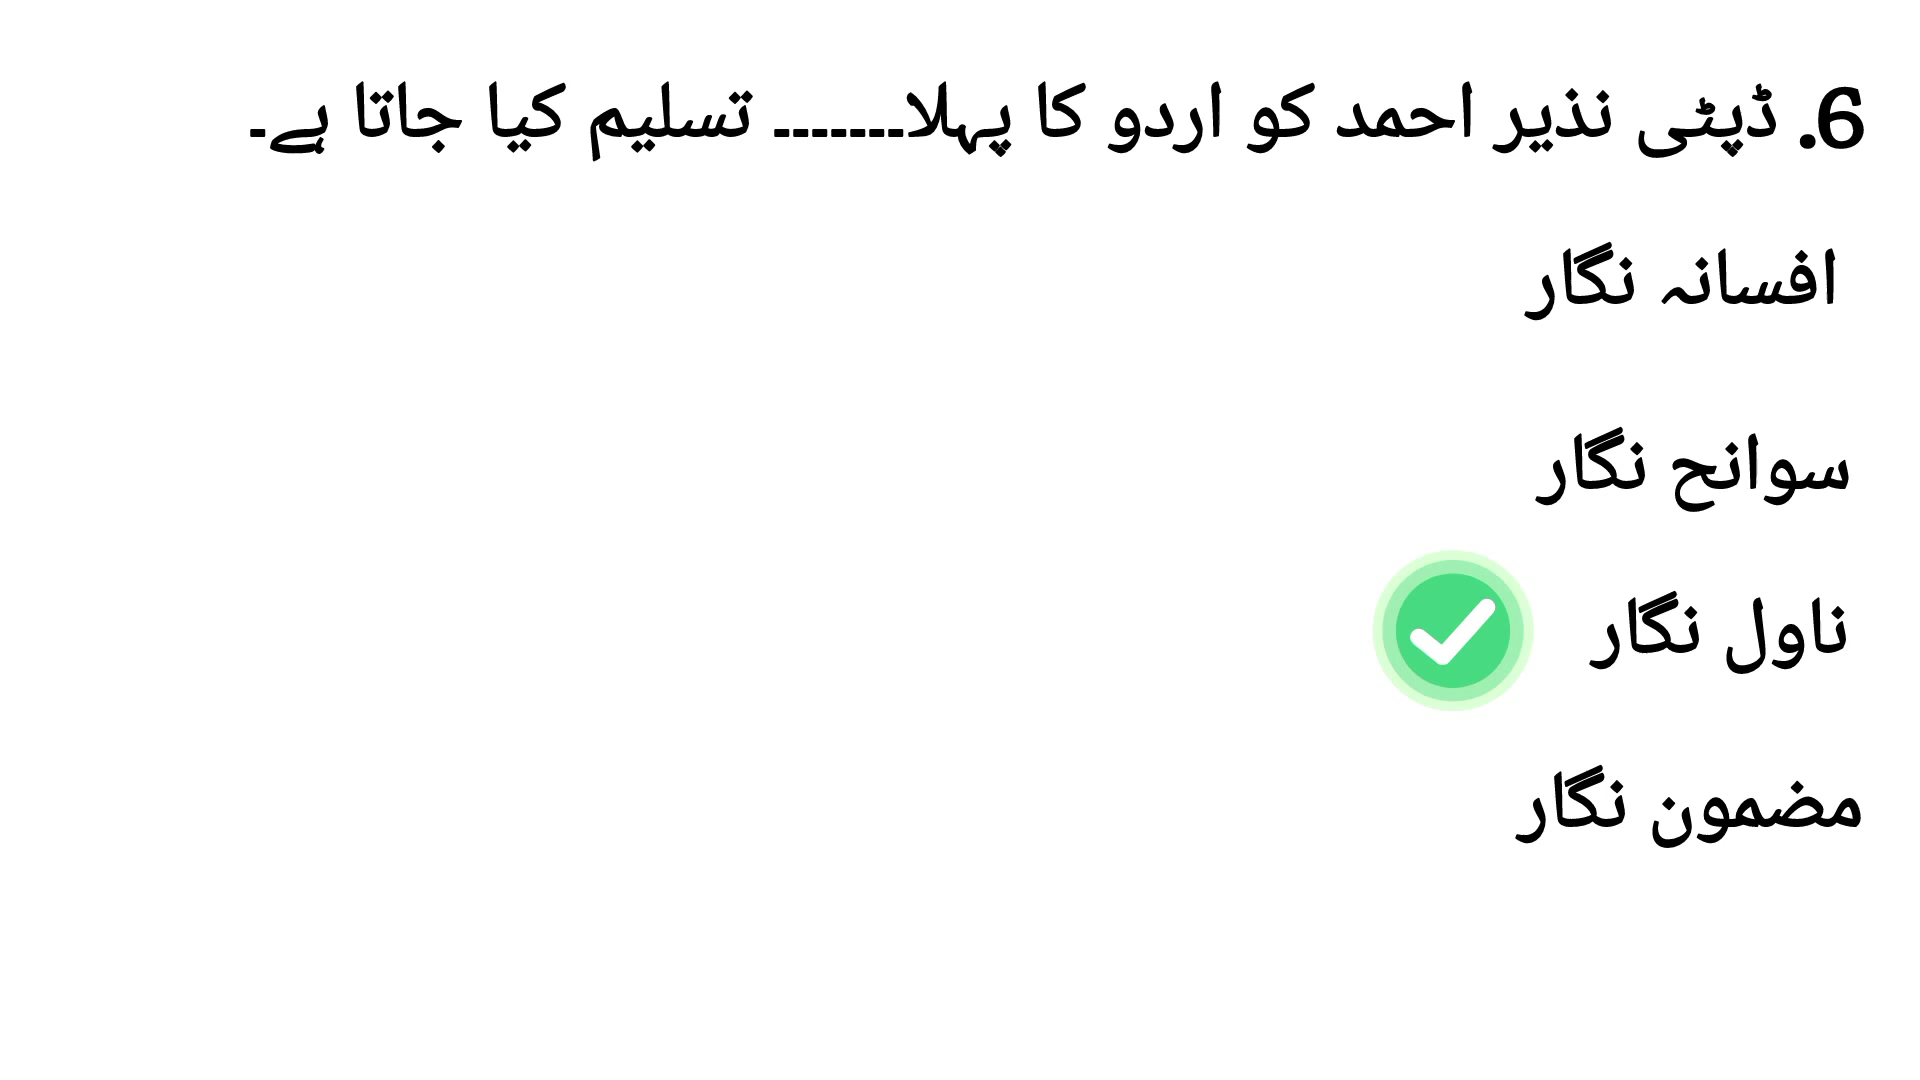 6. ڈپٹی نذیر احمد کو اردو کا پہلا------- تسلیم کیا جاتا ہے۔
افسانہ نگار
سوانح نگار
ناول نگار
مضمون نگار